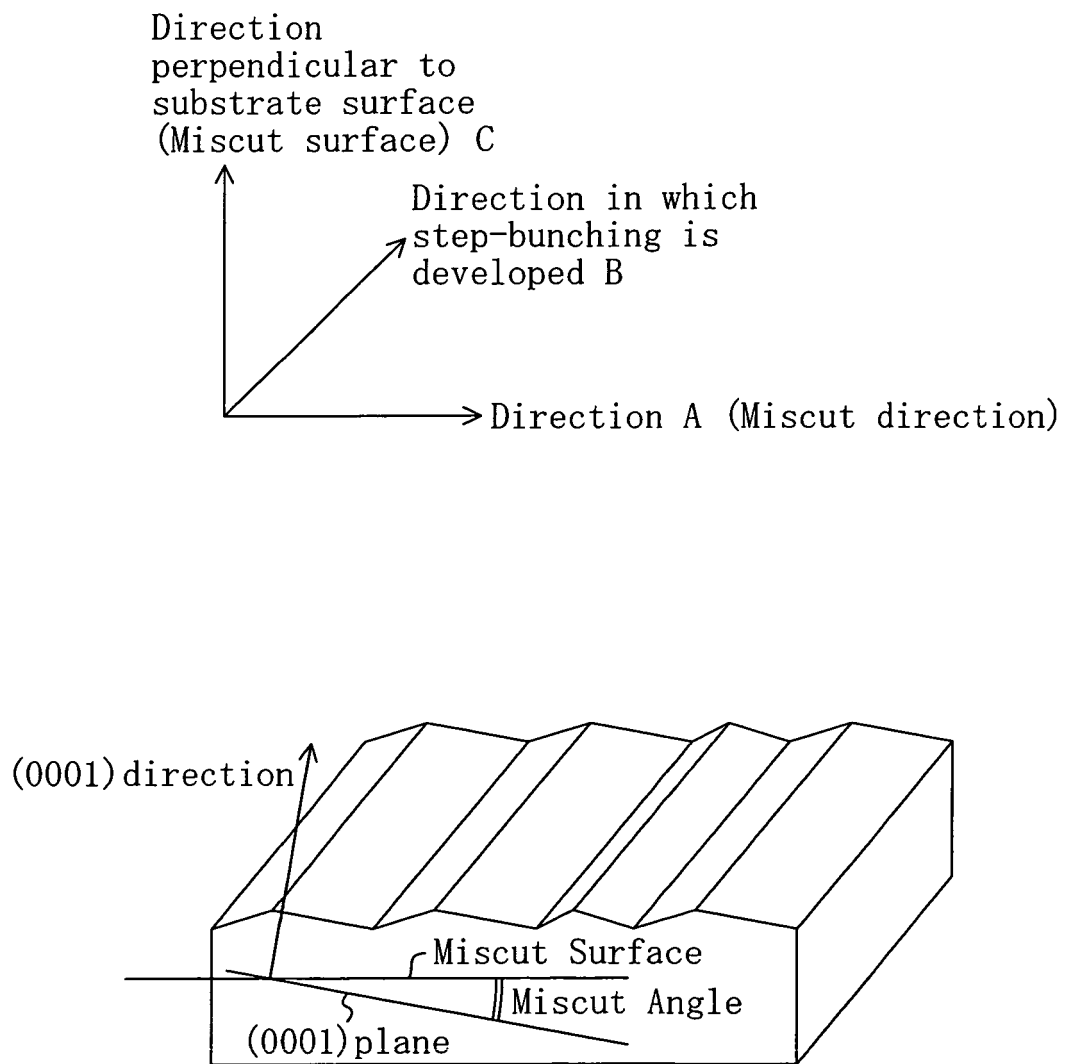 Direction
perpendicular to
substrate surface
(Miscut surface) C
Direction in which
step-bunching is
developed B
Direction A (Miscut direction)
(0001)direction
Miscut Surface
Miscut Angle
(0001)plane